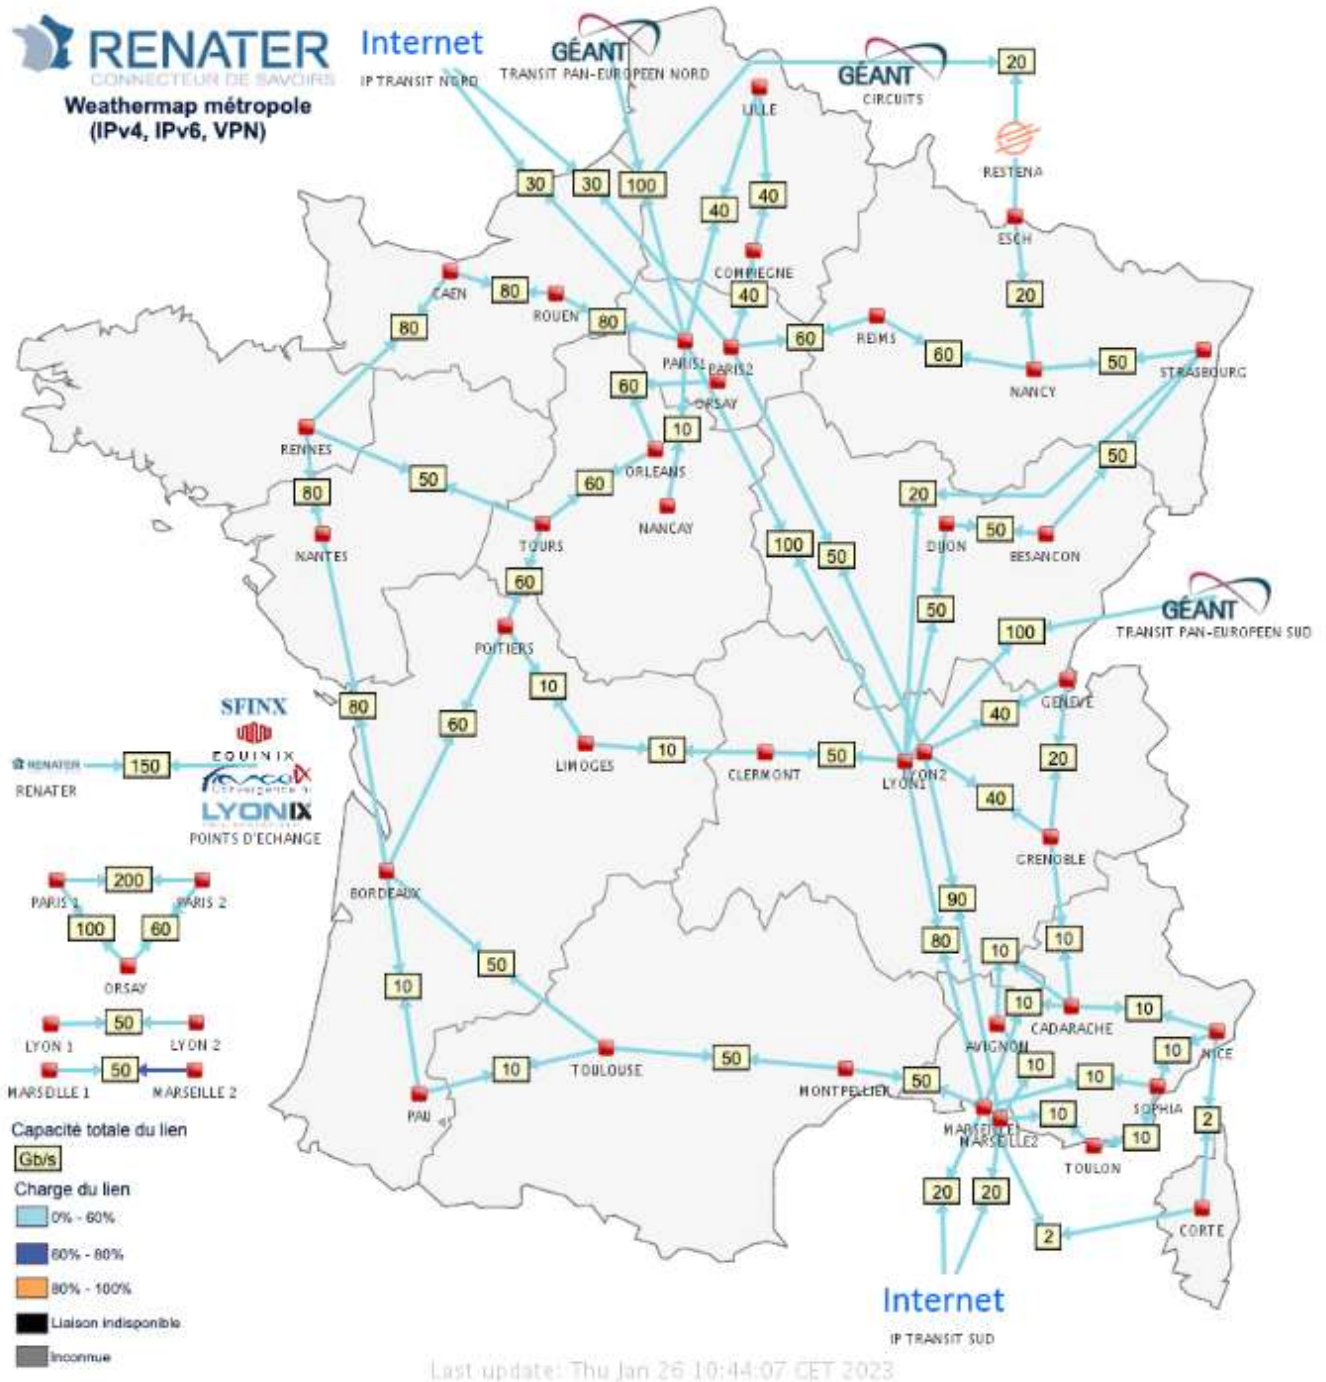 RENATER
CONNECTEUR DE SAVOIRS
Weathermap métropole
(IPv4, IPv6, VPN)
Internet
IP TRANSIT NORD
GÉANT
TRANSIT PAN-EUROPEEN NORD
GÉANT
CIRCUITS
20
LILLE
RESTENA
30
30
100
40
40
ESCH
COMPIEGNE
CAEN
80
ROUEN
80
40
20
80
PARIS1
PARIS2
60
REIMS
60
NANCY
50
STRASBOURG
60
ORSAY
10
RENNES
ORLEANS
50
80
50
60
20
NANCAY
NANTES
TOURS
DIJON
50
BESANCON
100
50
60
50
GÉANT
TRANSIT PAN-EUROPEEN SUD
100
POITIERS
10
GENEVE
80
60
40
SFINX
EQUINIX
RENATER
RENATER
150
LYONIX
POINTS D'ECHANGE
LIMOGES
10
CLERMONT
50
LYON1
LYON2
20
40
GRENOBLE
PARIS 1
200
PARIS 2
100
60
ORSAY
BORDEAUX
90
80
10
10
50
10
LYON 1
50
LYON 2
10
CADARACHE
10
AVIGNON
NICE
MARSEILLE 1
50
MARSEILLE 2
PAU
10
TOULOUSE
50
MONTPELLIER
50
10
10
10
SOPHIA
MARSEILLE1
MARSEILLE2
10
10
TOULON
2
20
20
2
CORTE
Capacité totale du lien
Gb/s
Charge du lien
0% - 60%
60% - 80%
80% - 100%
Liaison indisponible
Inconnue
Internet
IP TRANSIT SUD
Last update: Thu Jan 26 10:44:07 CET 2023